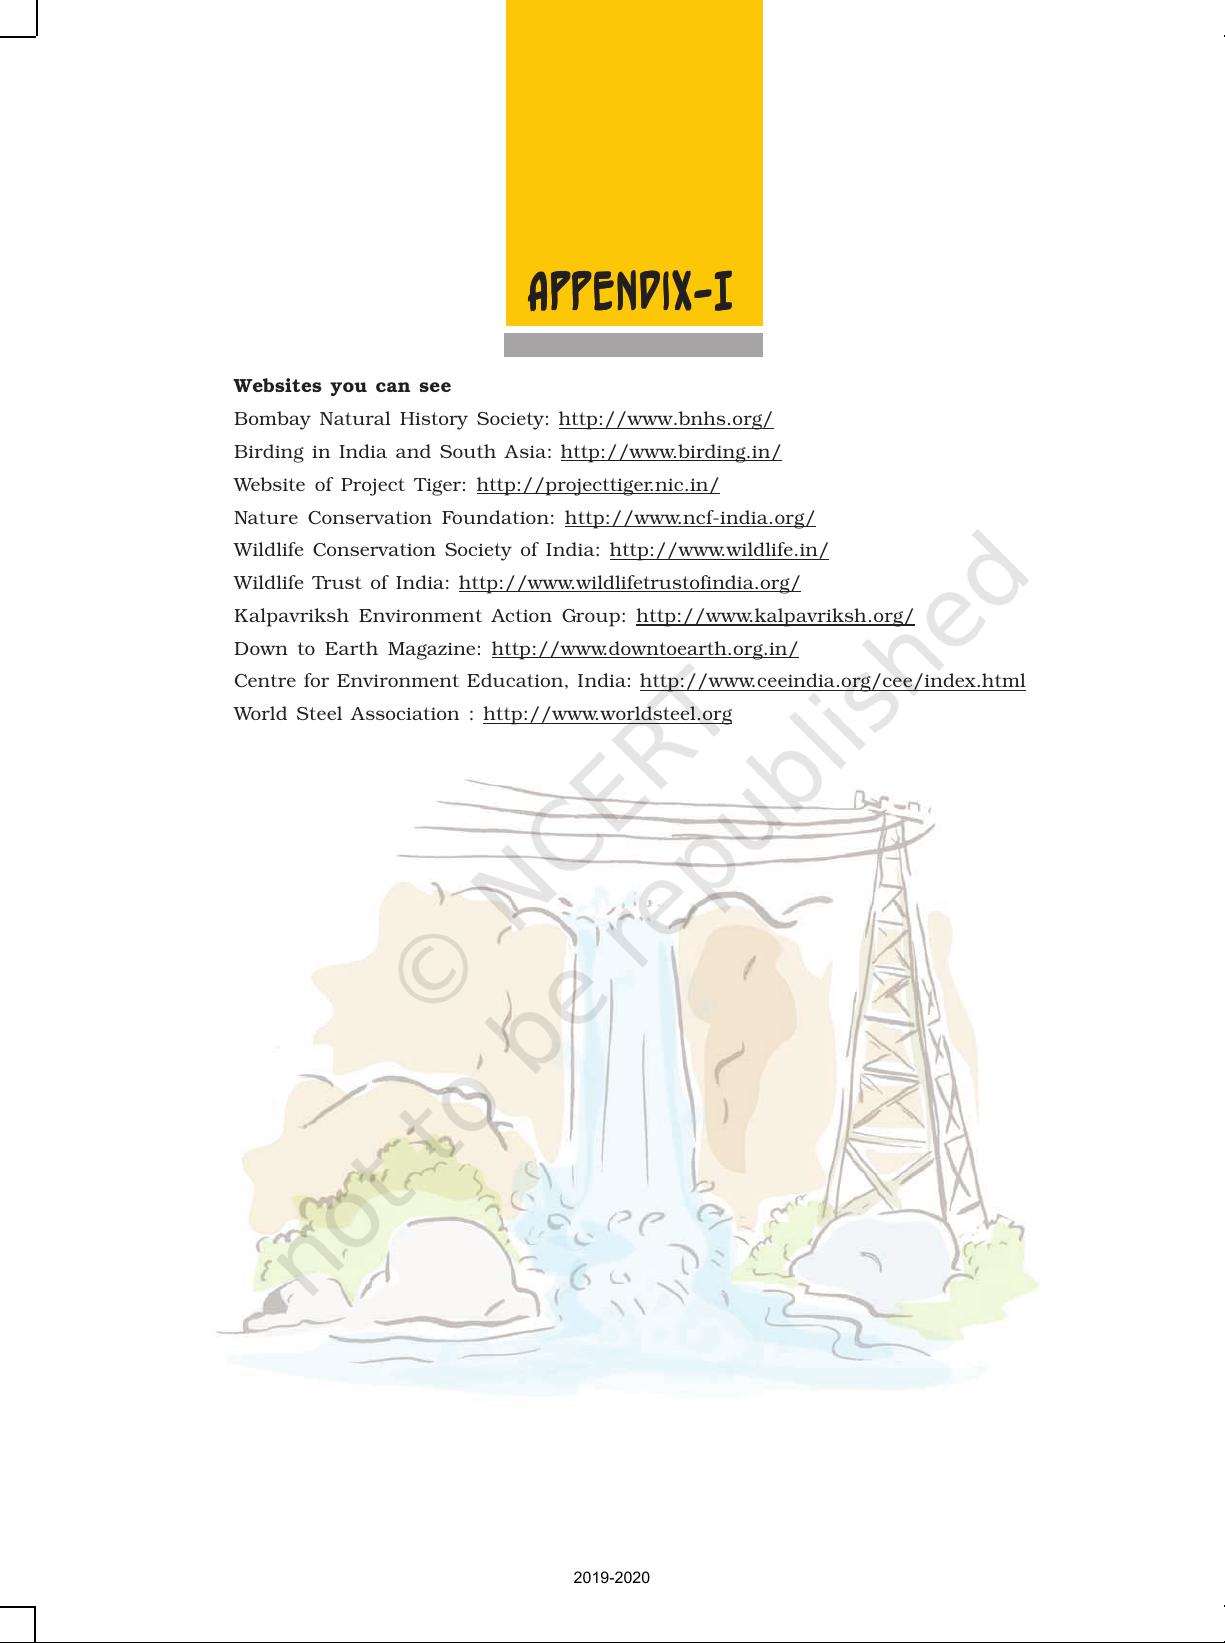 APPENDIX-I
Websites you can see
Bombay Natural History Society: http://www.bnhs.org/
Birding in India and South Asia: http://www.birding.in/
Website of Project Tiger: http://projecttiger.nic.in/
Nature Conservation Foundation: http://www.ncf-india.org/
Wildlife Conservation Society of India: http://www.wildlife.in/
Wildlife Trust of India: http://www.wildlifetrustofindia.org/
Kalpavriksh Environment Action Group: http://www.kalpavriksh.org/
Down to Earth Magazine: http://www.downtoearth.org.in/
Centre for Environment Education, India: http://www.ceeindia.org/cee/index.html
World Steel Association : http://www.worldsteel.org
© NCERT
not to be republished
2019-2020